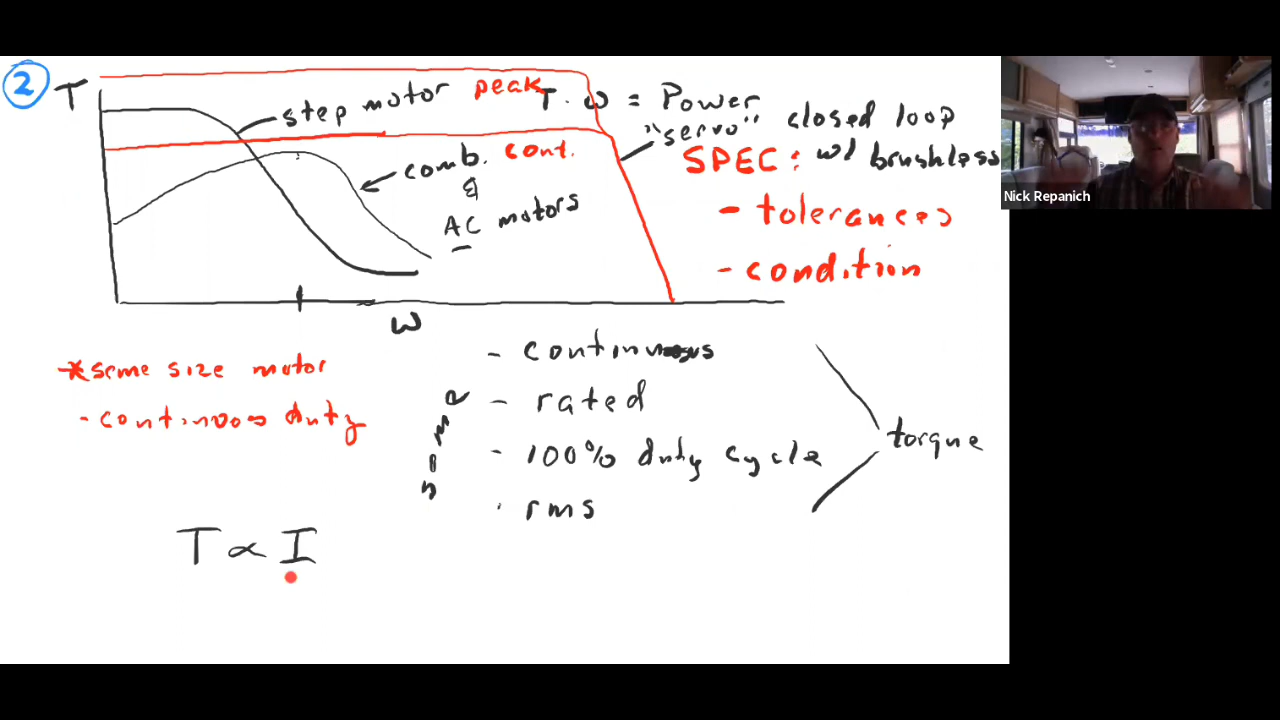 2
T
step motor
peak
T · ω = Power
"servo" closed loop
w/ brushless
comb. cont.
&
AC motors
SPEC:
- tolerances
- condition
ω
*same size motor
- continuous duty
- continuous
- rated
- 100% duty cycle
· rms
torque
T ∝ I
Nick Repanich